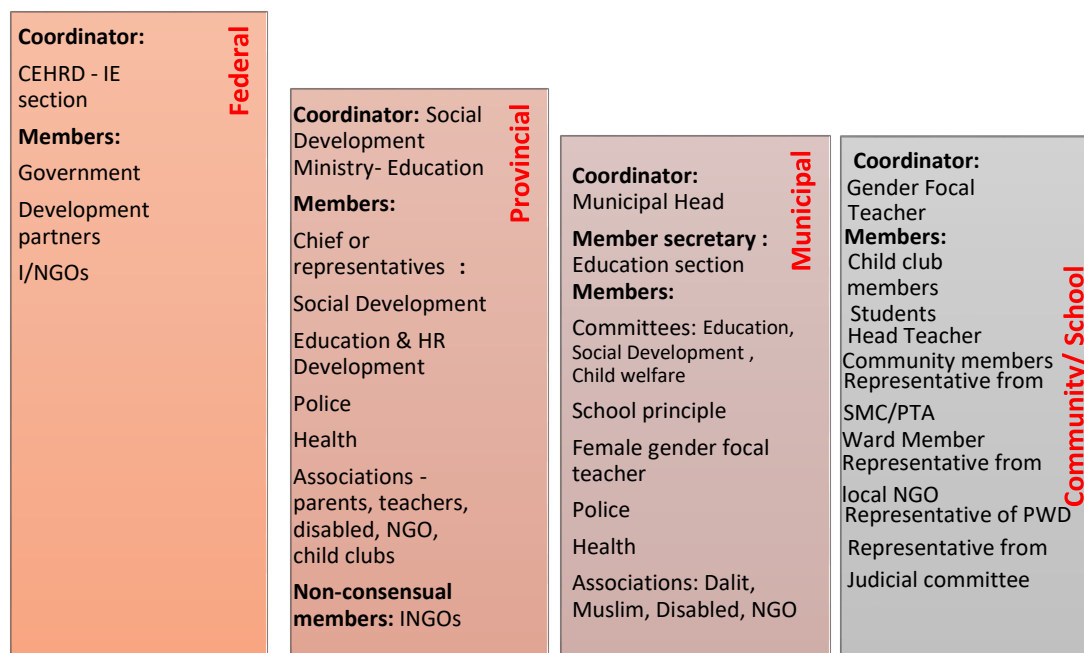 Federal
Coordinator:
CEHRD - IE
section
Members:
Government
Development
partners
I/NGOs
Provincial
Coordinator: Social
Development
Ministry- Education
Members:
Chief or
representatives :
Social Development
Education & HR
Development
Police
Health
Associations -
parents, teachers,
disabled, NGO,
child clubs
Non-consensual
members: INGOs
Municipal
Coordinator:
Municipal Head
Member secretary :
Education section
Members:
Committees: Education,
Social Development ,
Child welfare
School principle
Female gender focal
teacher
Police
Health
Associations: Dalit,
Muslim, Disabled, NGO
Community/ School
Coordinator:
Gender Focal
Teacher
Members:
Child club
members
Students
Head Teacher
Community members
Representative from
SMC/PTA
Ward Member
Representative from
local NGO
Representative of PWD
Representative from
Judicial committee